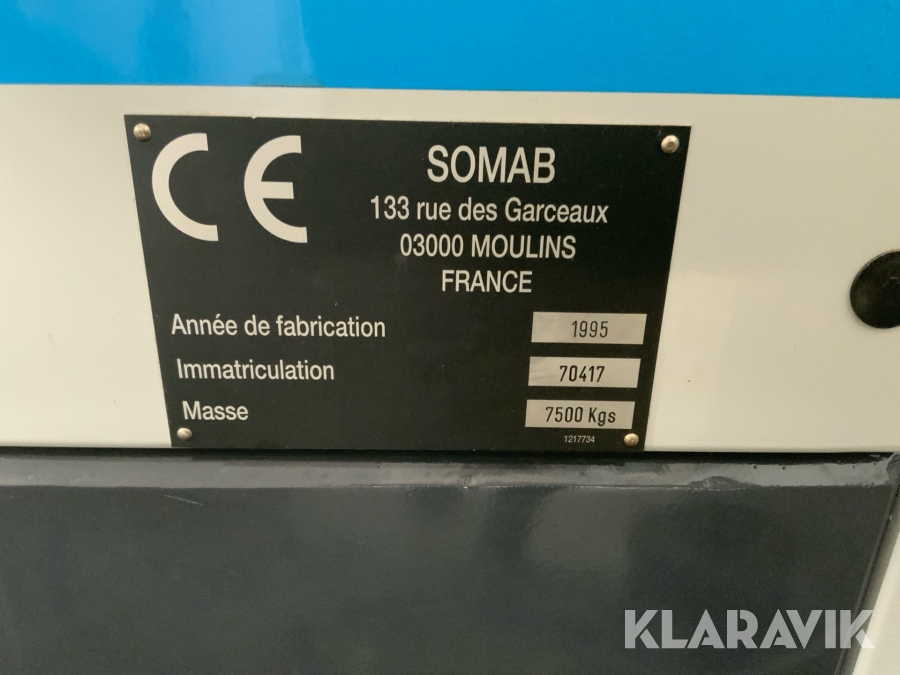 CE
SOMAB
133 rue des Garceaux
03000 MOULINS
FRANCE
Année de fabrication 1995
Immatriculation 70417
Masse 7500 Kgs
1217734
KLARAVIK